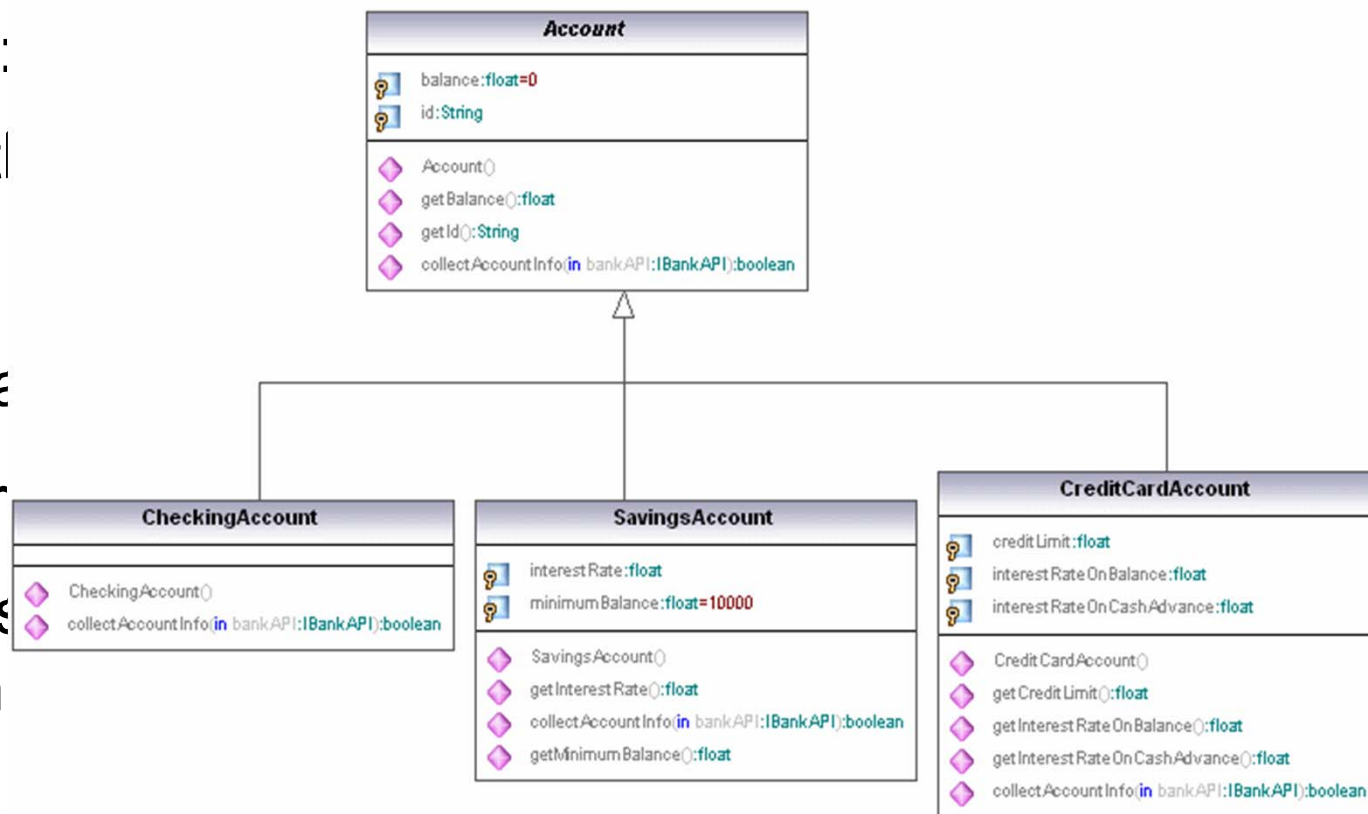 Account
balance:float=0
id:String
Account()
getBalance():float
getId():String
collectAccountInfo(in bankAPI:IBankAPI):boolean
CheckingAccount
CheckingAccount()
collectAccountInfo(in bankAPI:IBankAPI):boolean
SavingsAccount
interestRate:float
minimumBalance:float=10000
SavingsAccount()
getInterestRate():float
collectAccountInfo(in bankAPI:IBankAPI):boolean
getMinimumBalance():float
CreditCardAccount
creditLimit:float
interestRateOnBalance:float
interestRateOnCashAdvance:float
CreditCardAccount()
getCreditLimit():float
getInterestRateOnBalance():float
getInterestRateOnCashAdvance():float
collectAccountInfo(in bankAPI:IBankAPI):boolean